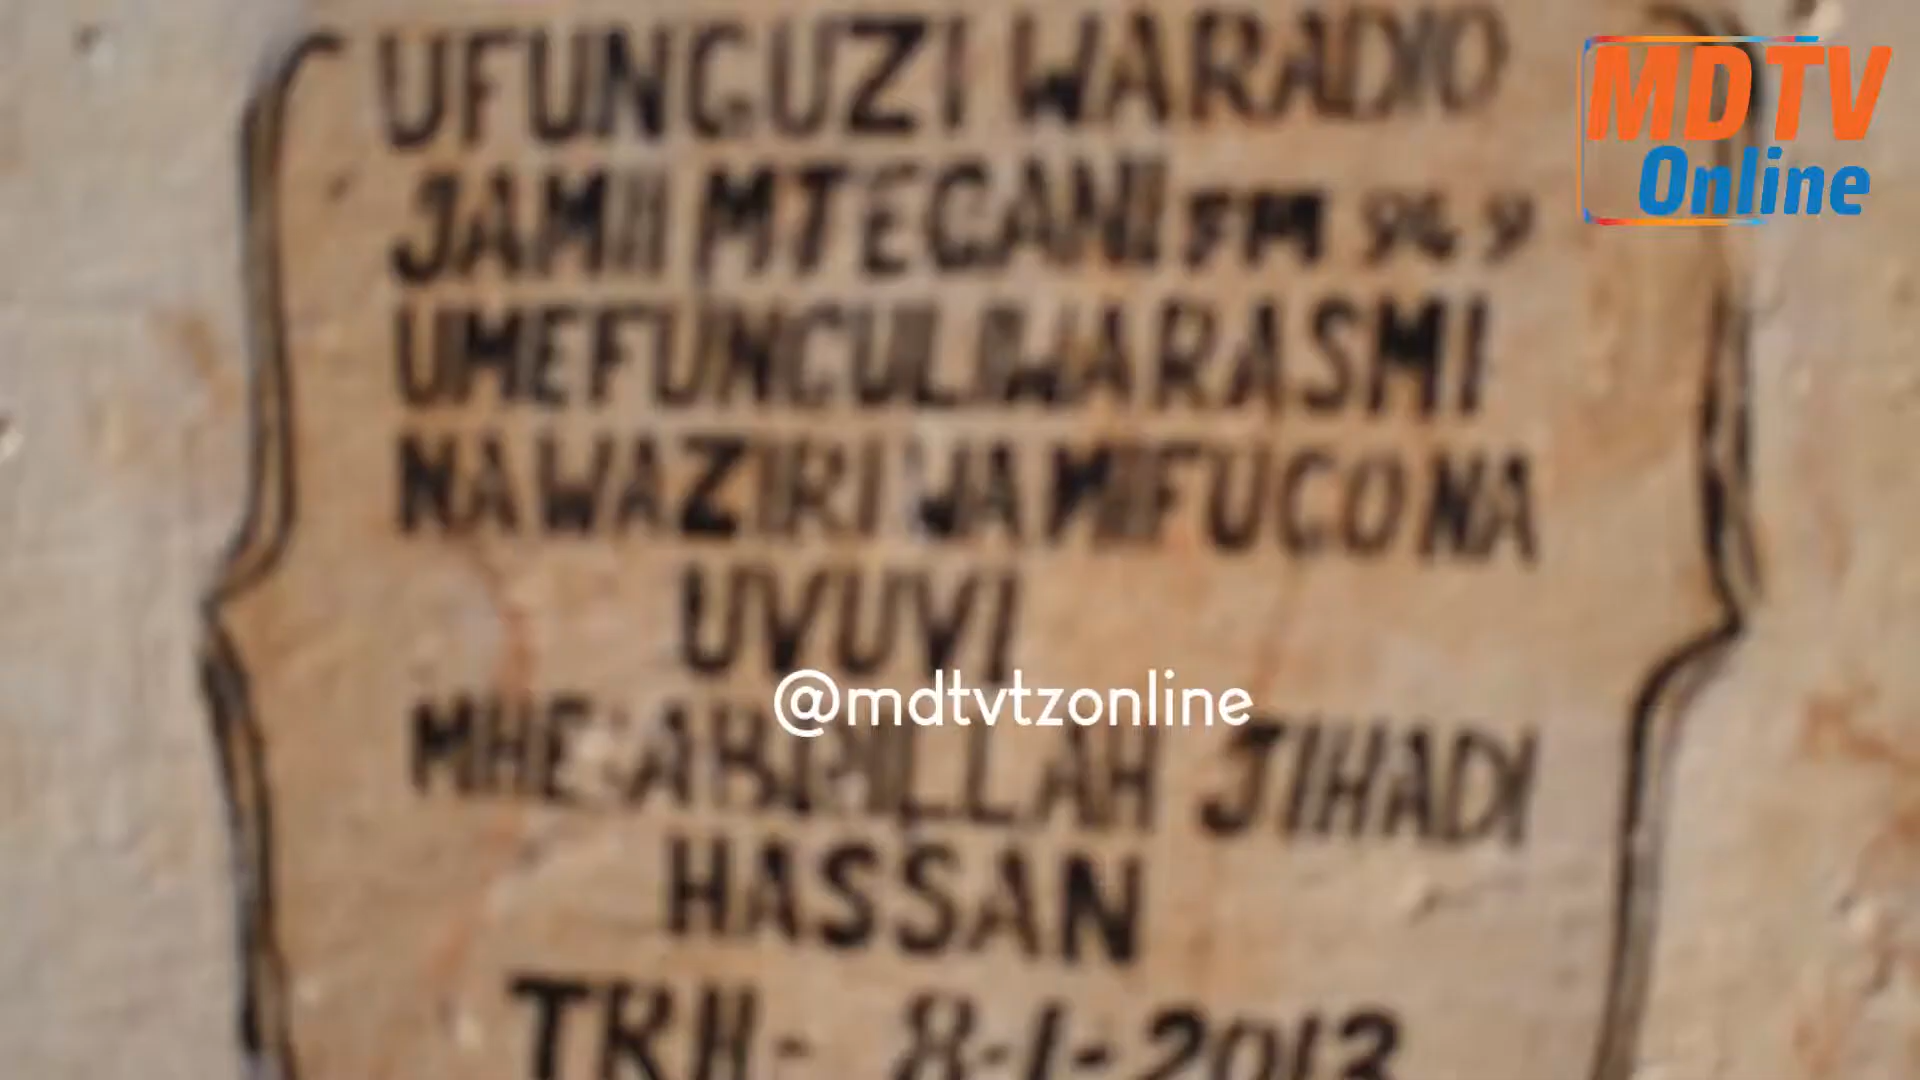 UFUNGUZI WA RADIO
JAMII MTEGANI FM 96.9
UMEFUNGULIWA RASMI
NA WAZIRI WA MIFUGO NA
UVUVI
MHE: ABDILLAH JIHADI
HASSAN
TRH - 8-1-2013
MDTV
Online
@mdtvtzonline